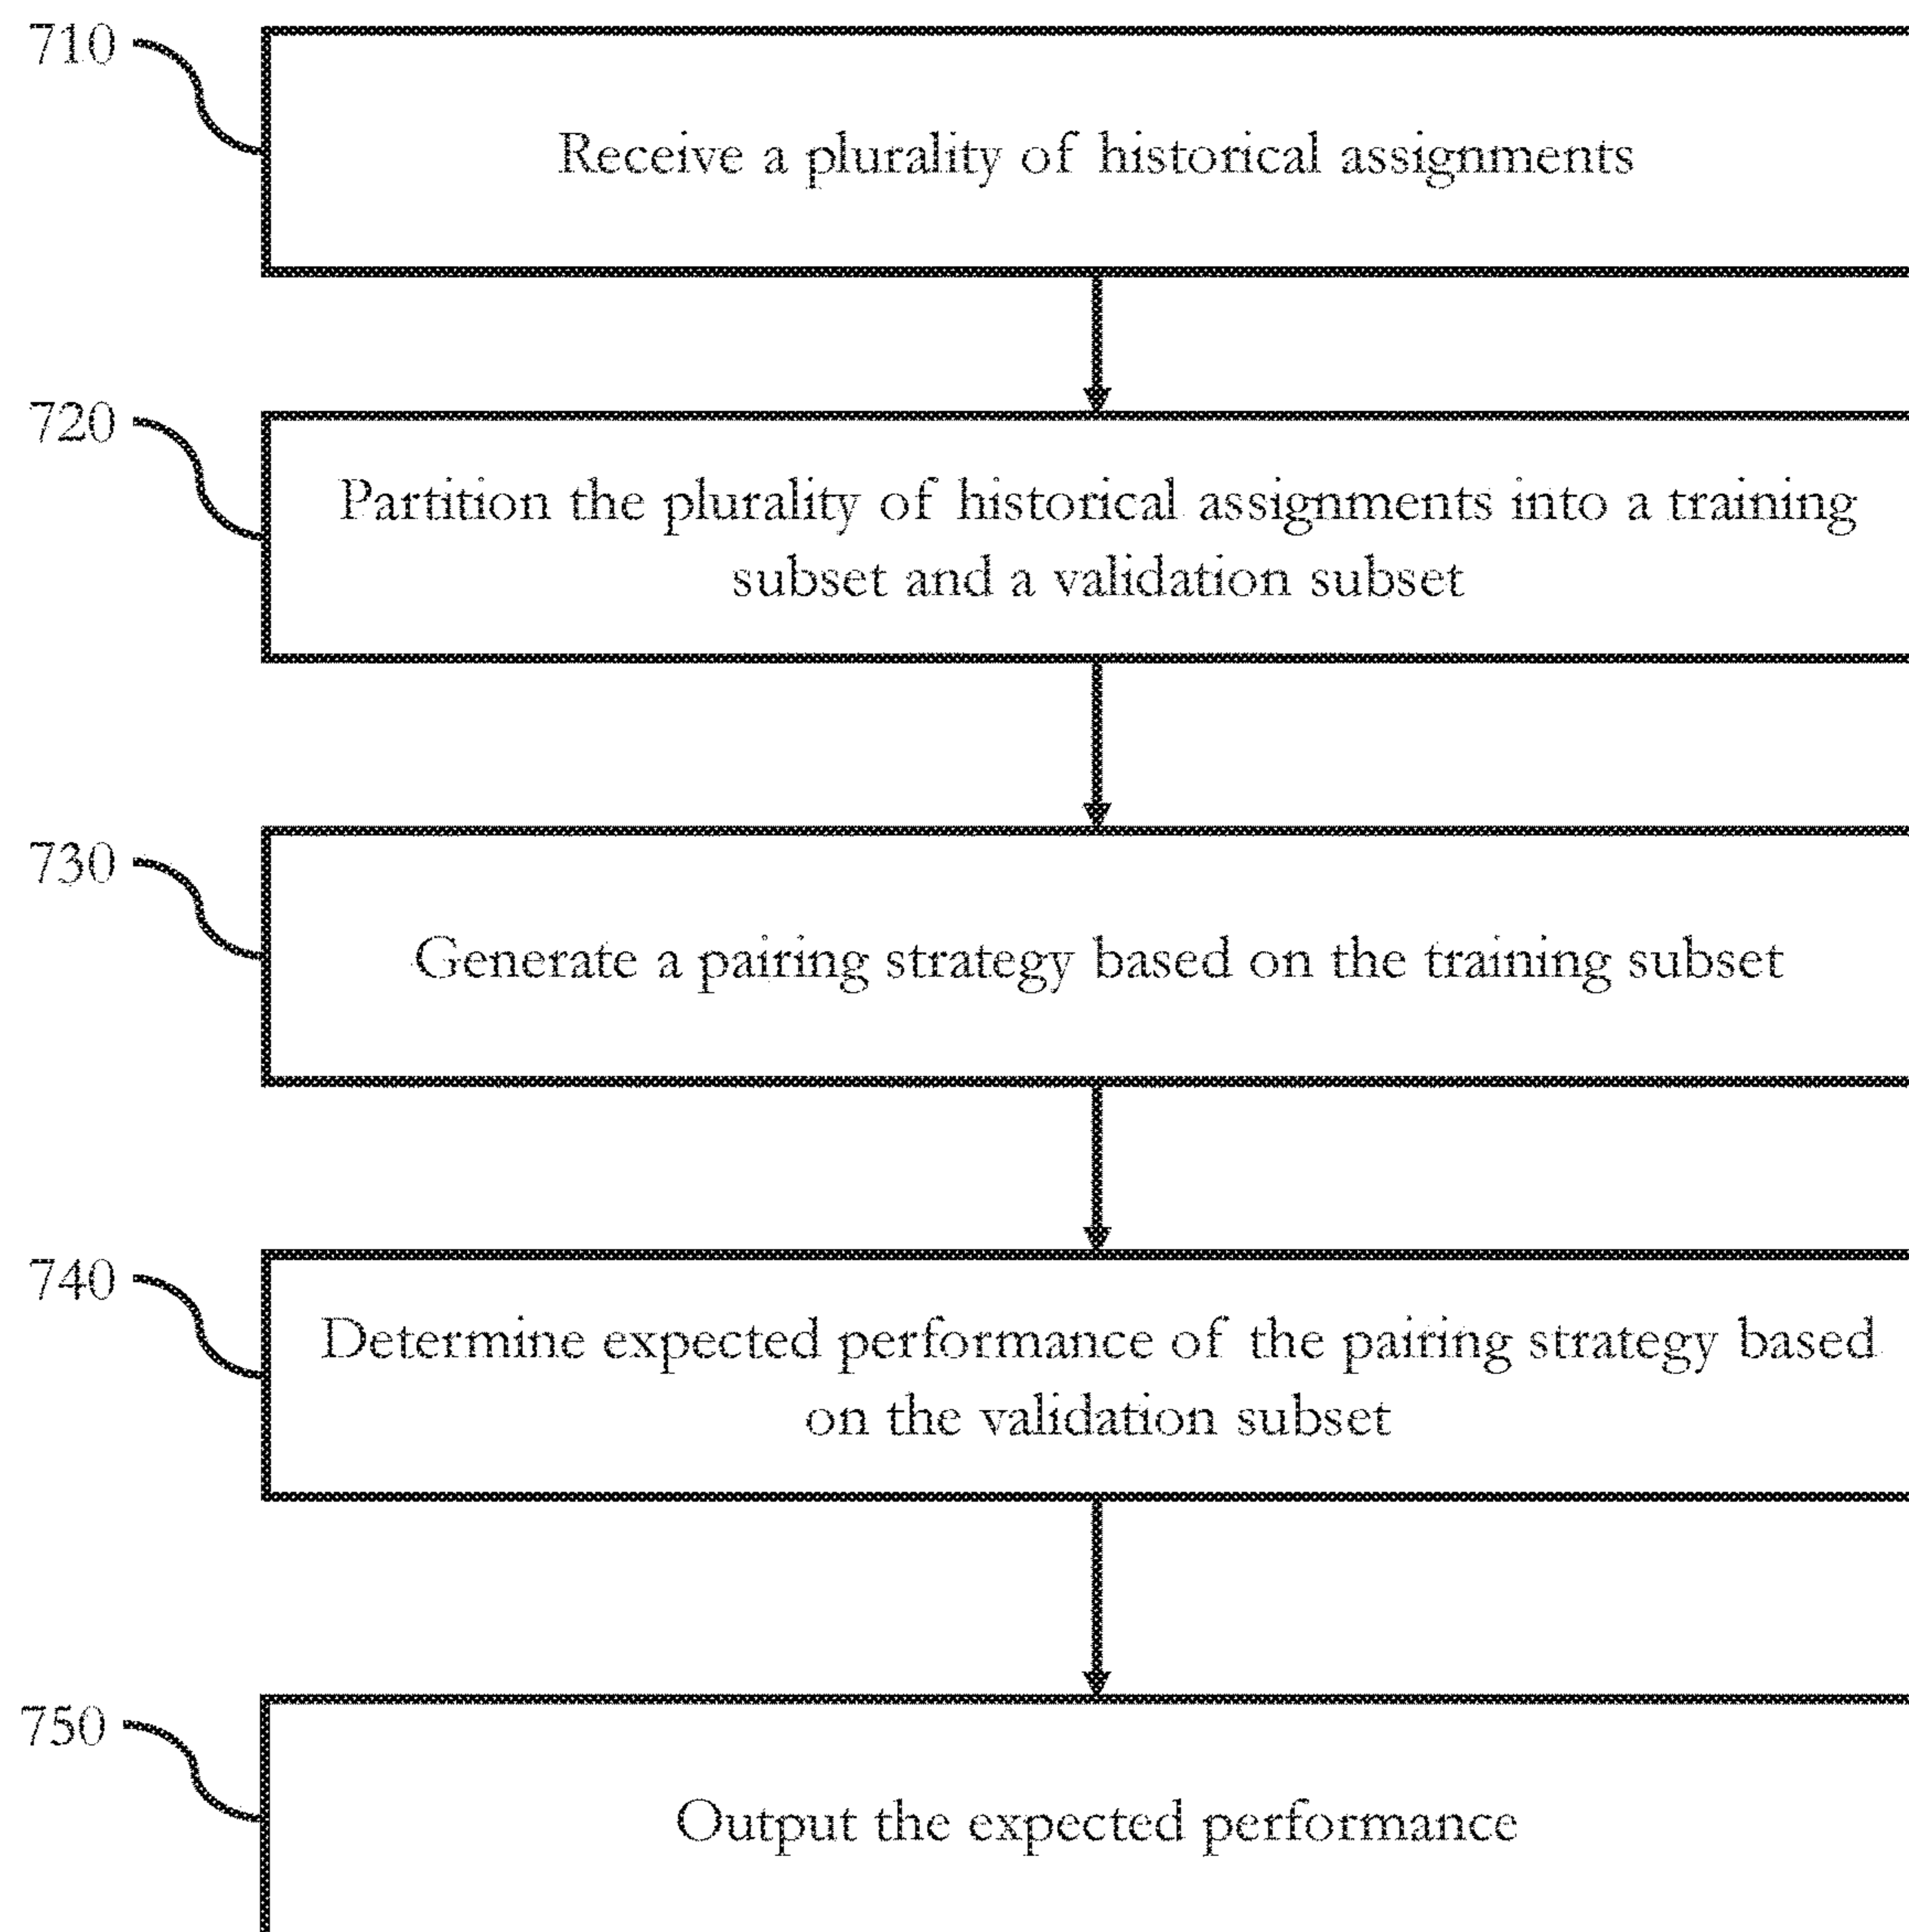 710
Receive a plurality of historical assignments
720
Partition the plurality of historical assignments into a training
subset and a validation subset
730
Generate a pairing strategy based on the training subset
740
Determine expected performance of the pairing strategy based
on the validation subset
750
Output the expected performance